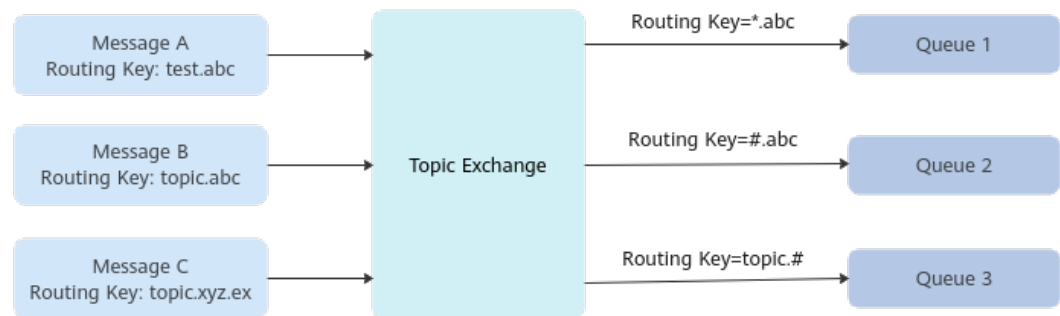 Message A
Routing Key: test.abc
Message B
Routing Key: topic.abc
Message C
Routing Key: topic.xyz.ex
Topic Exchange
Routing Key=*.abc
Routing Key=#.abc
Routing Key=topic.#
Queue 1
Queue 2
Queue 3